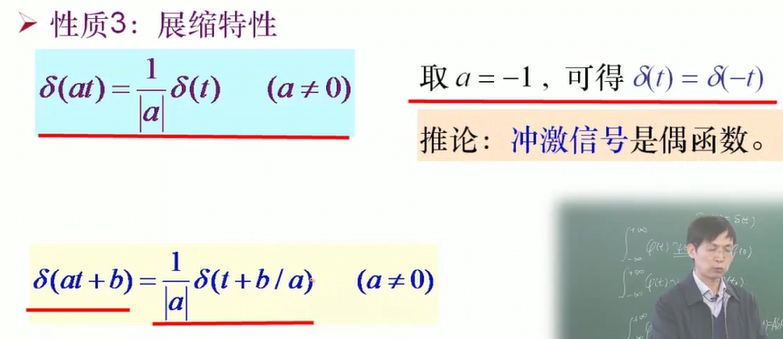 ➤ 性质3：展缩特性
δ(at) = 1/|a| δ(t) (a ≠ 0)
取 a = −1 , 可得 δ(t) = δ(−t)
推论：冲激信号是偶函数。
δ(at + b) = 1/|a| δ(t + b / a) (a ≠ 0)